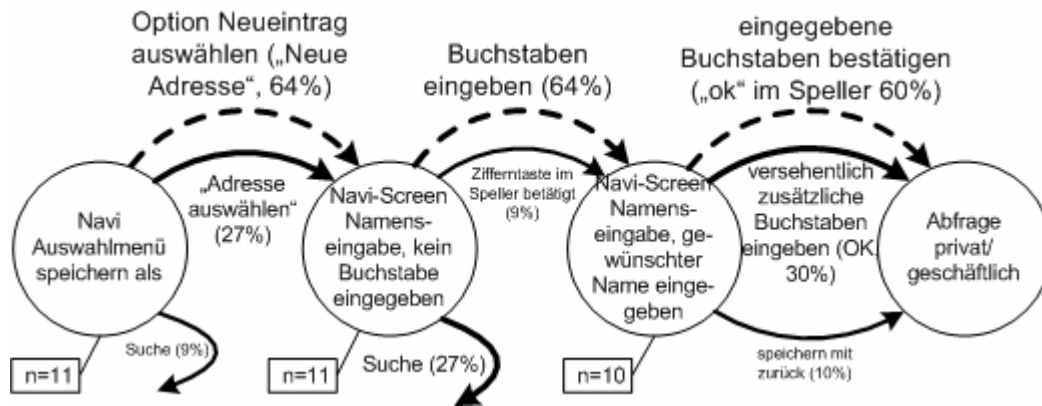 Option Neueintrag
auswählen („Neue
Adresse“, 64%)
Buchstaben
eingeben (64%)
eingegebene
Buchstaben bestätigen
(„ok“ im Speller 60%)
Navi
Auswahlmenü
speichern als
„Adresse
auswählen“
(27%)
Navi-Screen
Namens-
eingabe, kein
Buchstabe
eingegeben
Zifferntaste im
Speller betätigt
(9%)
Navi-Screen
Namens-
eingabe, ge-
wünschter
Name einge-
geben
versehentlich
zusätzliche
Buchstaben
eingeben (OK
30%)
Abfrage
privat/
geschäftlich
Suche (9%)
Suche (27%)
speichern mit
zurück (10%)
n=11
n=11
n=10